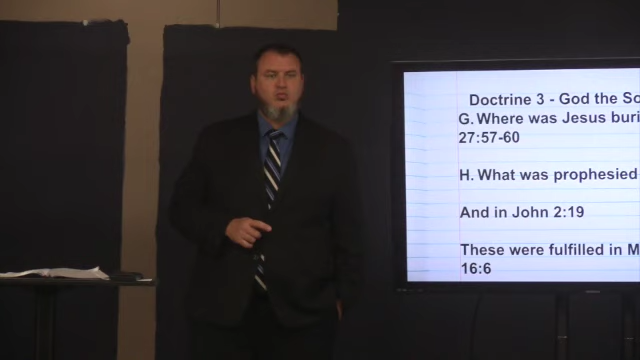 Doctrine 3 - God the So
G. Where was Jesus buri
27:57-60
H. What was prophesied
And in John 2:19
These were fulfilled in M
16:6